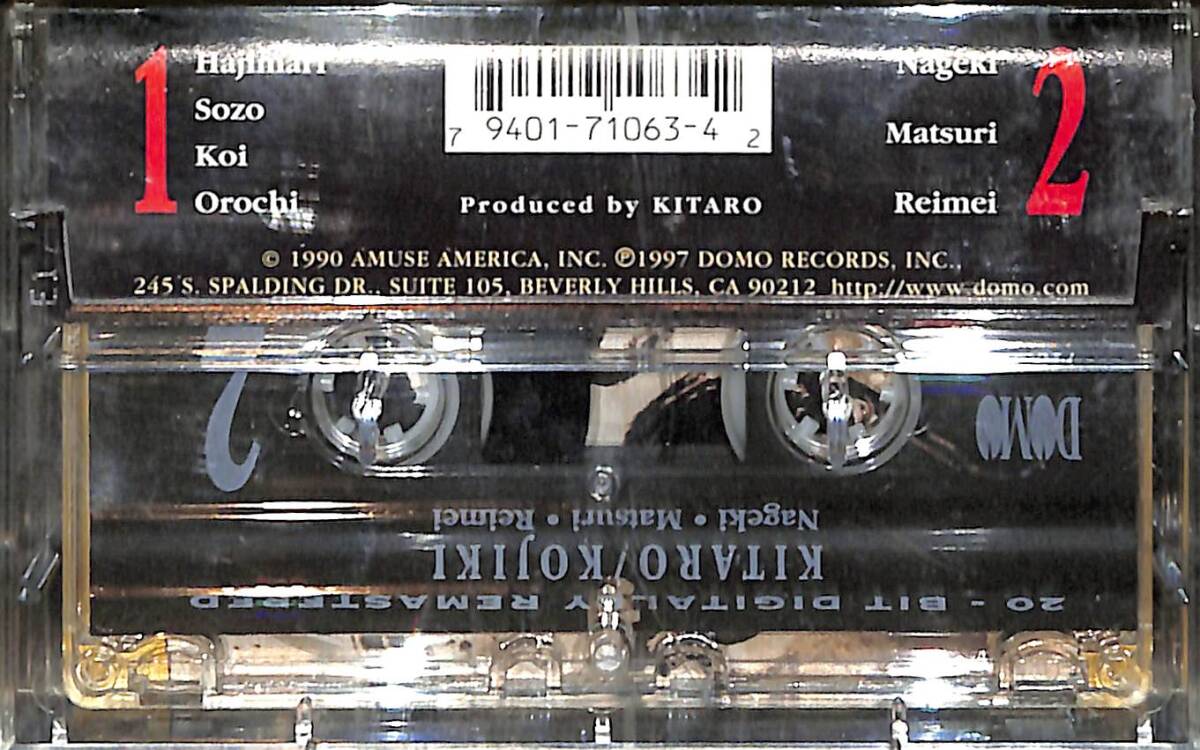 1
Hajimari
Sozo
Koi
Orochi
7 9401-71063-4 2
Produced by KITARO
Nageki
Matsuri
Reimei
2
© 1990 AMUSE AMERICA, INC. ℗1997 DOMO RECORDS, INC.
245 S. SPALDING DR., SUITE 105, BEVERLY HILLS, CA 90212 http://www.domo.com
2
DOMO
Nageki • Matsuri • Reimei
KITARO/KOJIKI
20 - BIT DIGITALLY REMASTERED